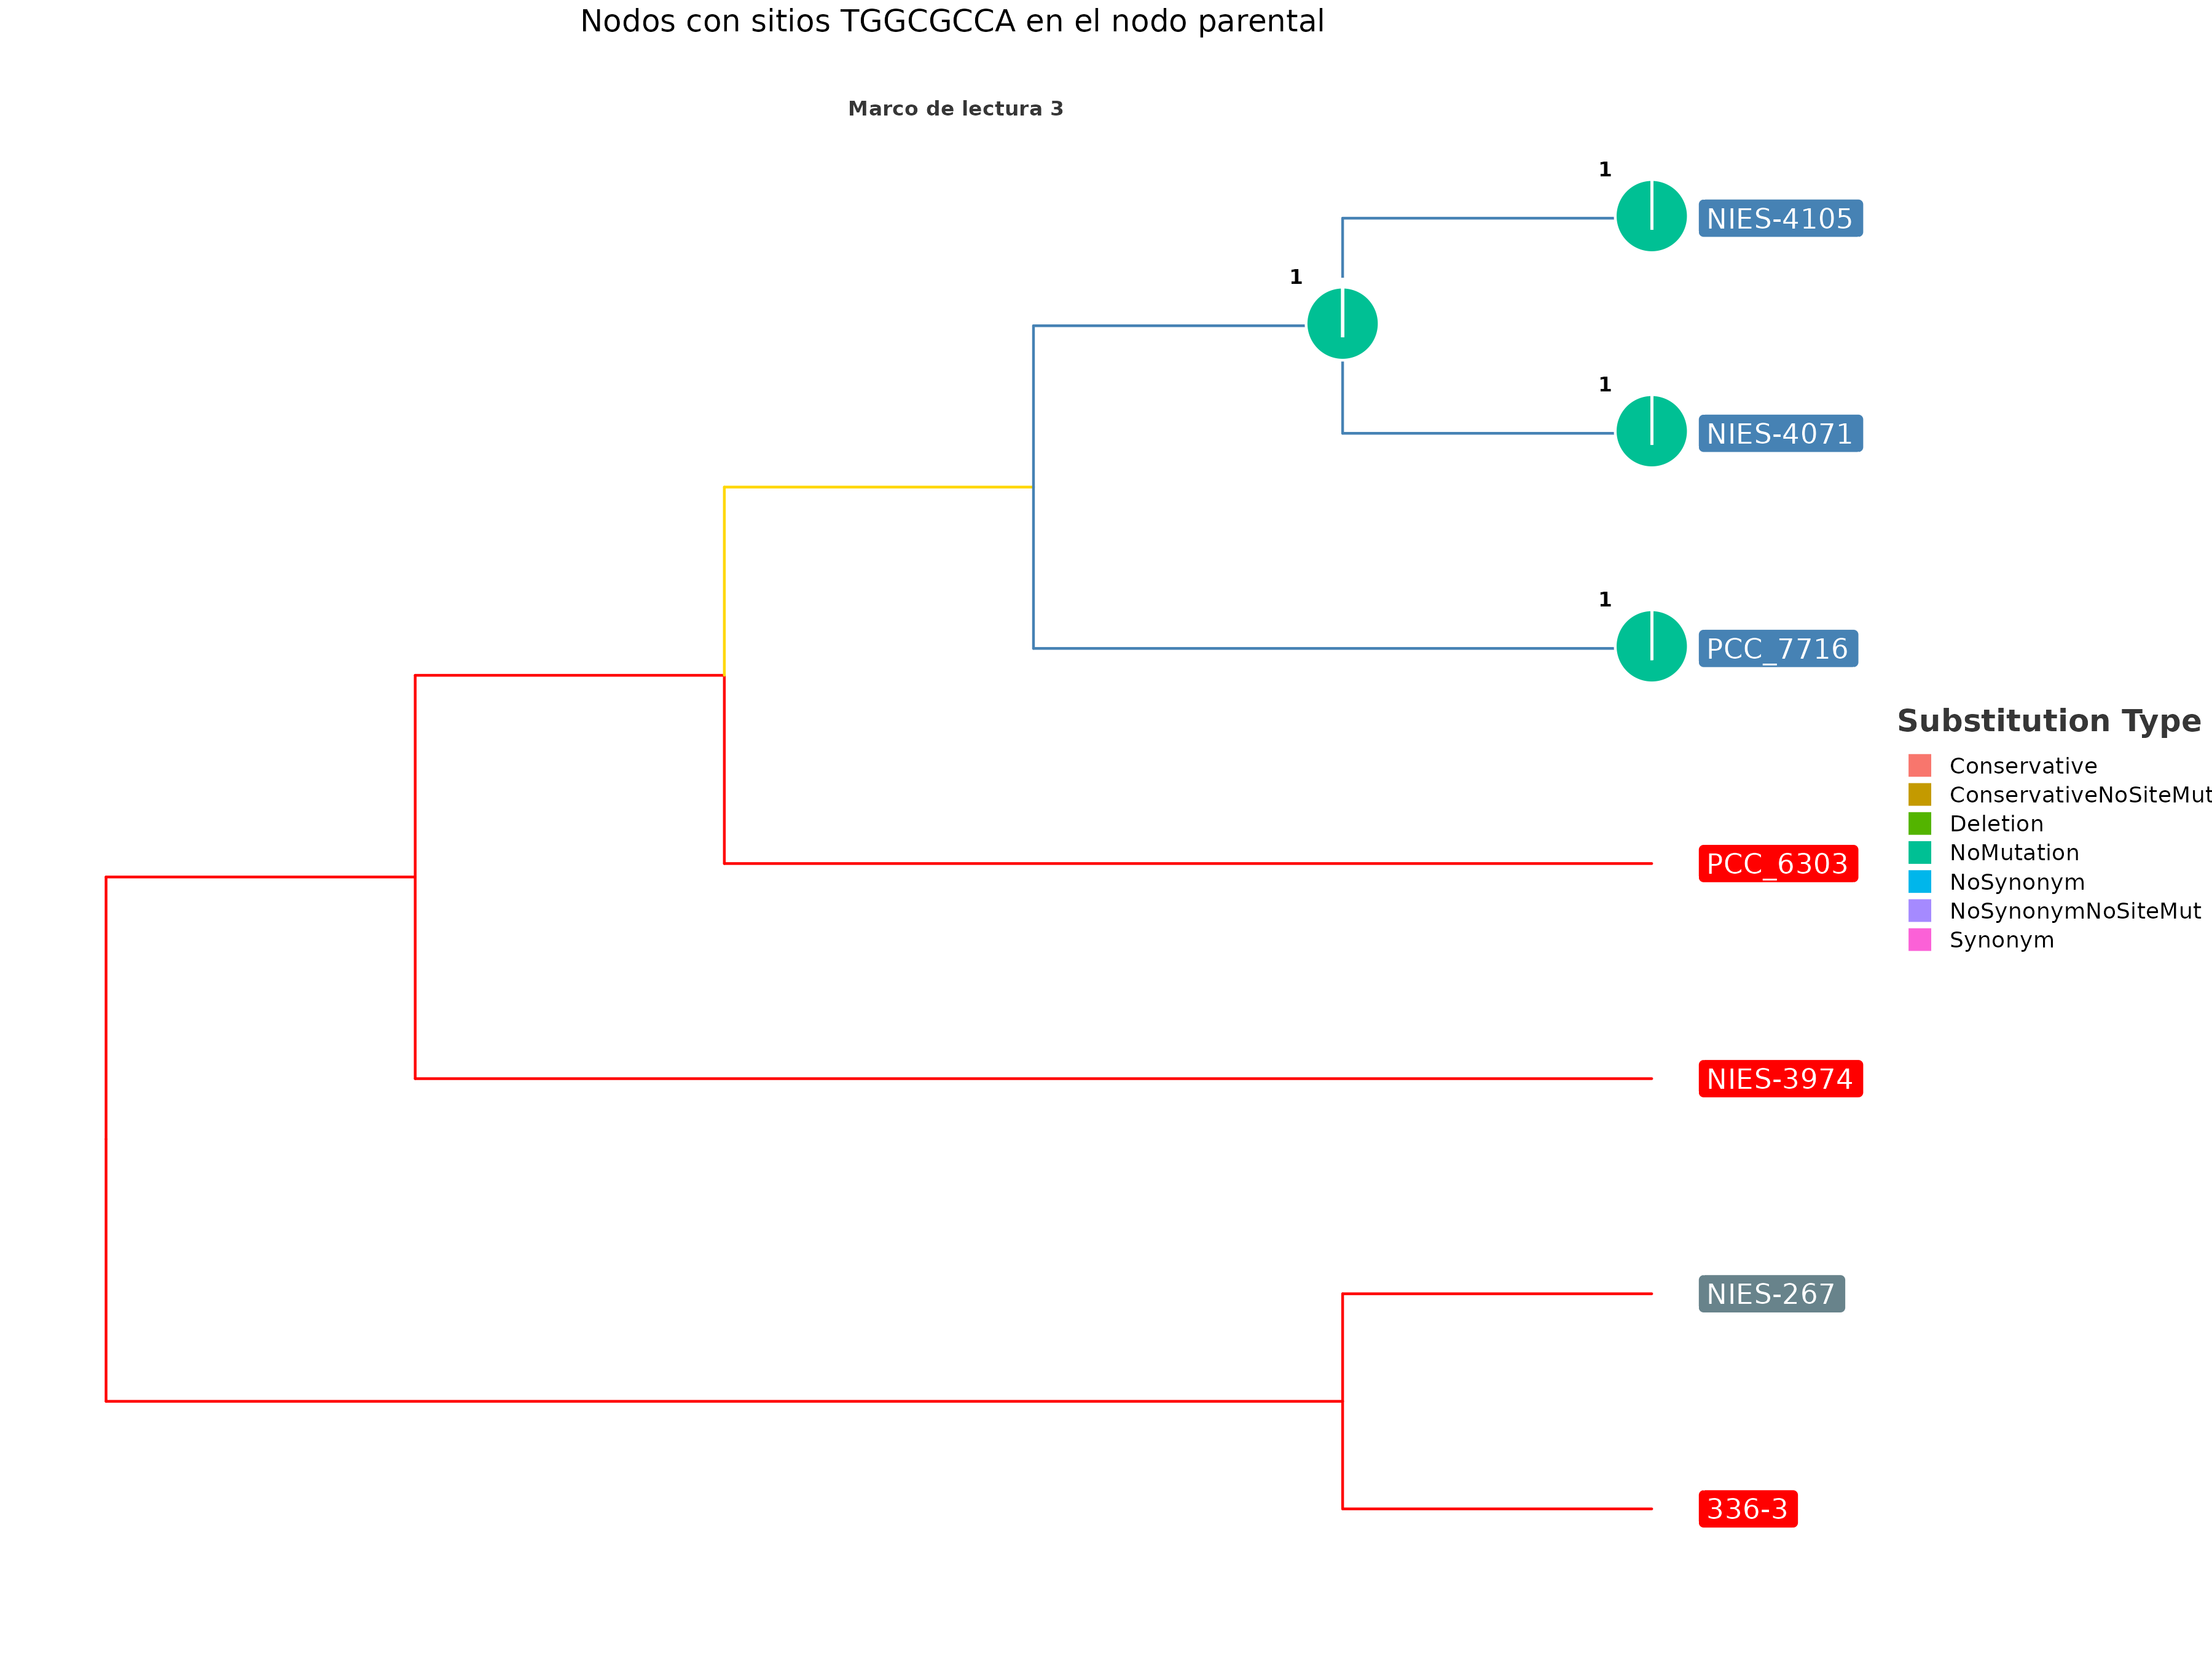 Nodos con sitios TGGCGCCA en el nodo parental
Marco de lectura 3
1
NIES-4105
1
1
NIES-4071
1
PCC_7716
Substitution Type
Conservative
ConservativeNoSiteMut
Deletion
NoMutation
NoSynonym
NoSynonymNoSiteMut
Synonym
PCC_6303
NIES-3974
NIES-267
336-3